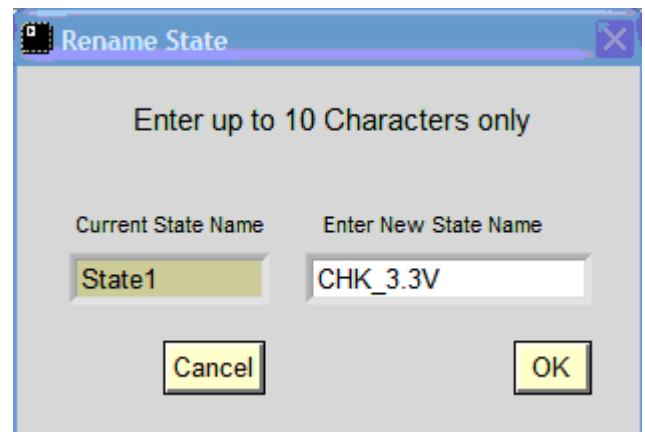 Rename State
Enter up to 10 Characters only
Current State Name Enter New State Name
State1 CHK_3.3V
Cancel OK